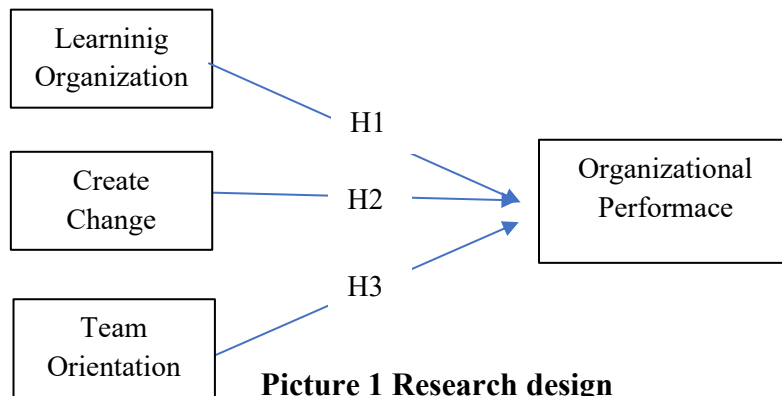 Learninig
Organization
H1
Create
Change
H2
Organizational
Performace
H3
Team
Orientation
Picture 1 Research design